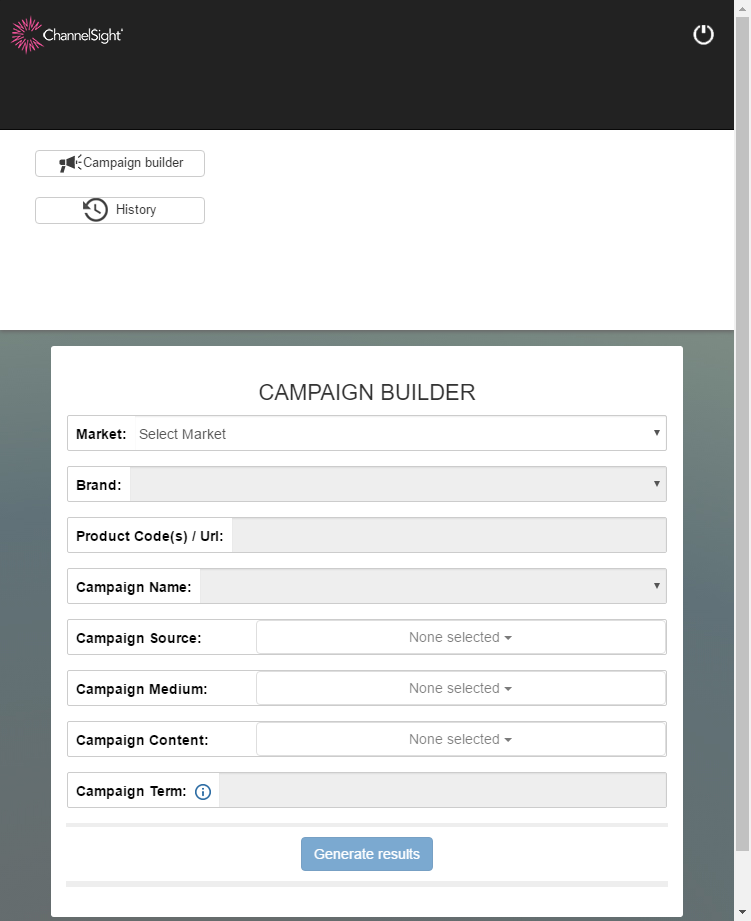 ChannelSight
Campaign builder
History
CAMPAIGN BUILDER
Market: Select Market
Brand:
Product Code(s) / Url:
Campaign Name:
Campaign Source: None selected
Campaign Medium: None selected
Campaign Content: None selected
Campaign Term:
Generate results